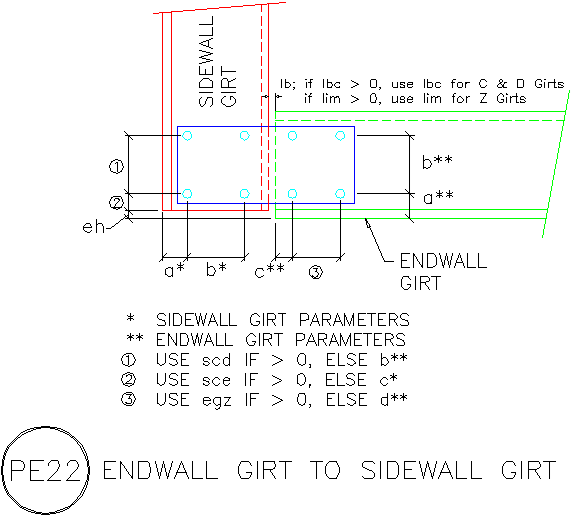 SIDEWALL
GIRT
lb; if lbc > 0, use lbc for C & D Girts
if lim > 0, use lim for Z Girts
1
b**
2
a**
eh
a*
b*
c**
3
ENDWALL
GIRT
* SIDEWALL GIRT PARAMETERS
** ENDWALL GIRT PARAMETERS
1 USE scd IF > 0, ELSE b**
2 USE sce IF > 0, ELSE c*
3 USE egz IF > 0, ELSE d**
PE22 ENDWALL GIRT TO SIDEWALL GIRT